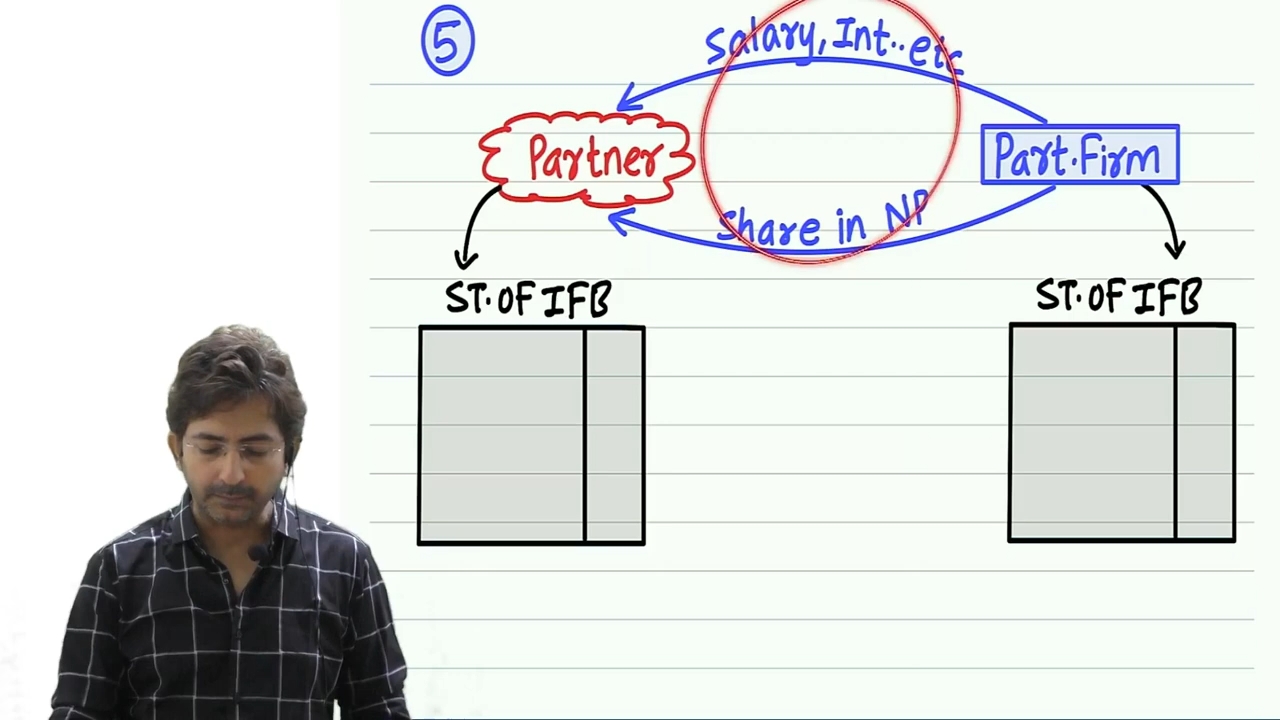 5
Salary, Int..etc
Partner
Part.Firm
Share in NP
ST.OF IFB
ST.OF IFB